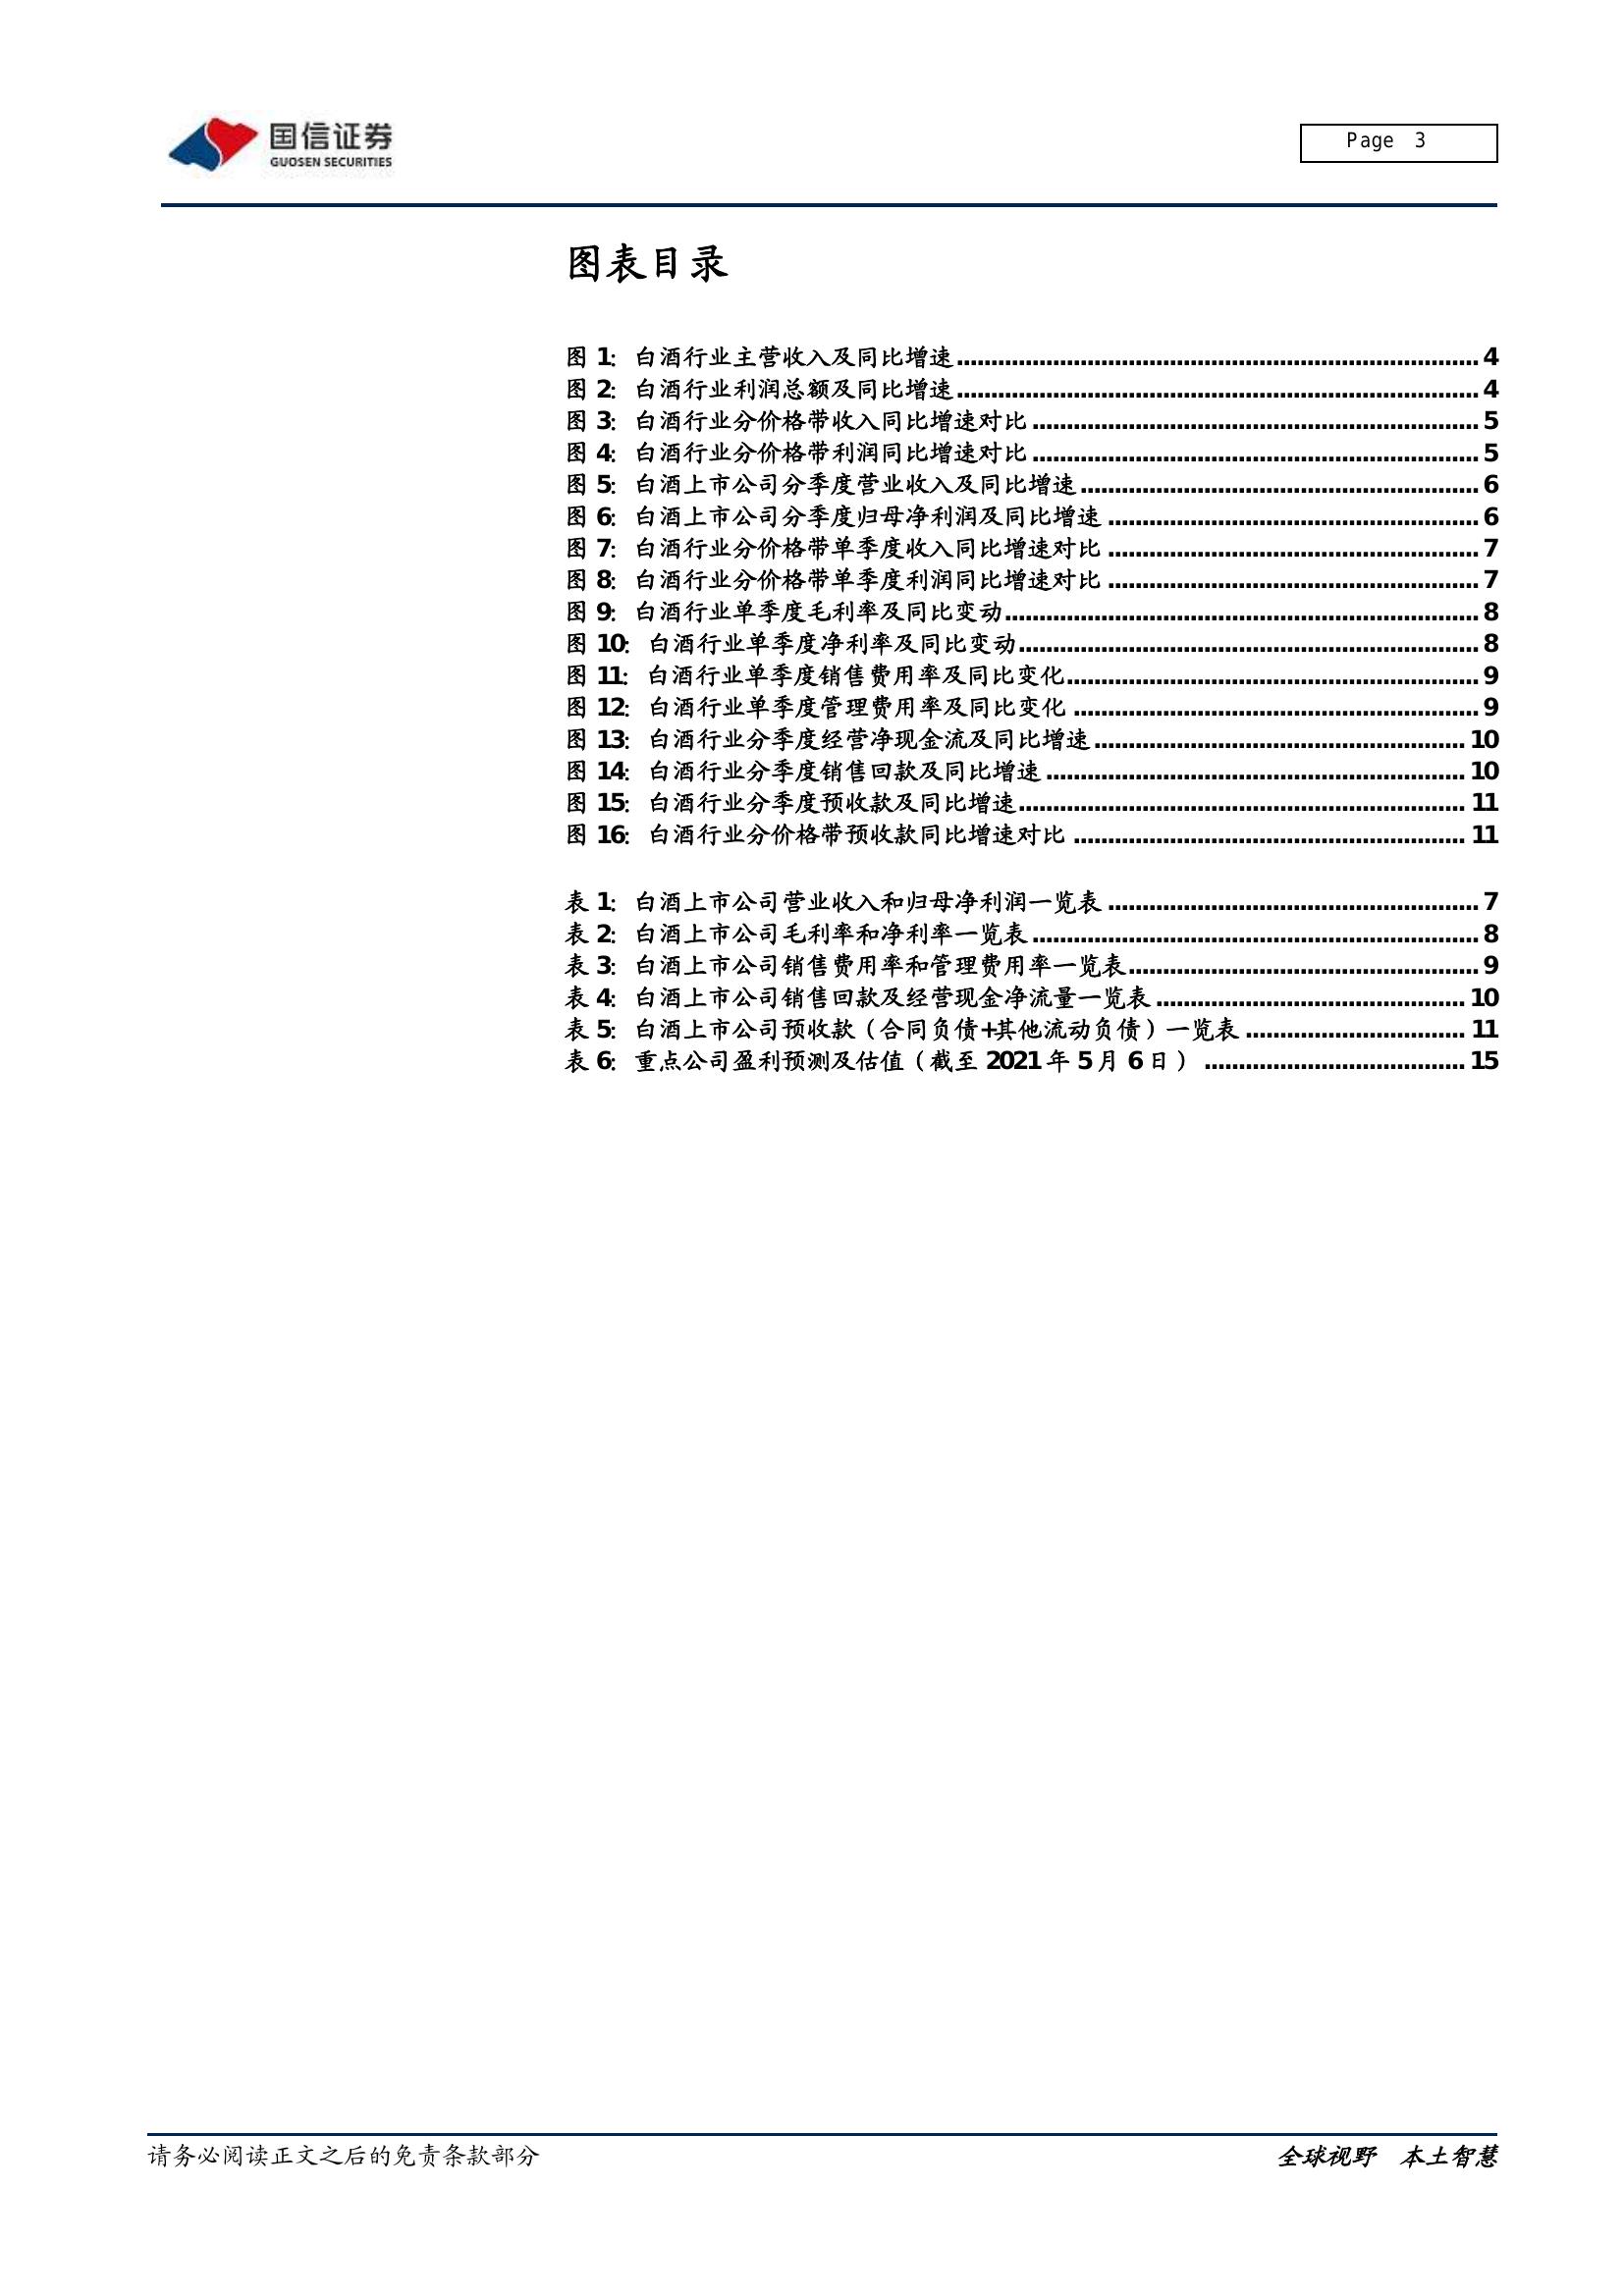 国信证券
GUOSEN SECURITIES
Page 3
图表目录
图 1: 白酒行业主营收入及同比增速........................................ 4
图 2: 白酒行业利润总额及同比增速........................................ 4
图 3: 白酒行业分价格带收入同比增速对比........................................ 5
图 4: 白酒行业分价格带利润同比增速对比........................................ 5
图 5: 白酒上市公司分季度营业收入及同比增速........................................ 6
图 6: 白酒上市公司分季度归母净利润及同比增速........................................ 6
图 7: 白酒行业分价格带单季度收入同比增速对比........................................ 7
图 8: 白酒行业分价格带单季度利润同比增速对比........................................ 7
图 9: 白酒行业单季度毛利率及同比变动........................................ 8
图 10: 白酒行业单季度净利率及同比变动........................................ 8
图 11: 白酒行业单季度销售费用率及同比变化........................................ 9
图 12: 白酒行业单季度管理费用率及同比变化........................................ 9
图 13: 白酒行业分季度经营净现金流及同比增速........................................ 10
图 14: 白酒行业分季度销售回款及同比增速........................................ 10
图 15: 白酒行业分季度预收款及同比增速........................................ 11
图 16: 白酒行业分价格带预收款同比增速对比........................................ 11
表 1: 白酒上市公司营业收入和归母净利润一览表........................................ 7
表 2: 白酒上市公司毛利率和净利率一览表........................................ 8
表 3: 白酒上市公司销售费用率和管理费用率一览表........................................ 9
表 4: 白酒上市公司销售回款及经营现金净流量一览表........................................ 10
表 5: 白酒上市公司预收款（合同负债+其他流动负债）一览表........................................ 11
表 6: 重点公司盈利预测及估值（截至 2021 年 5 月 6 日）........................................ 15
请务必阅读正文之后的免责条款部分
全球视野 本土智慧